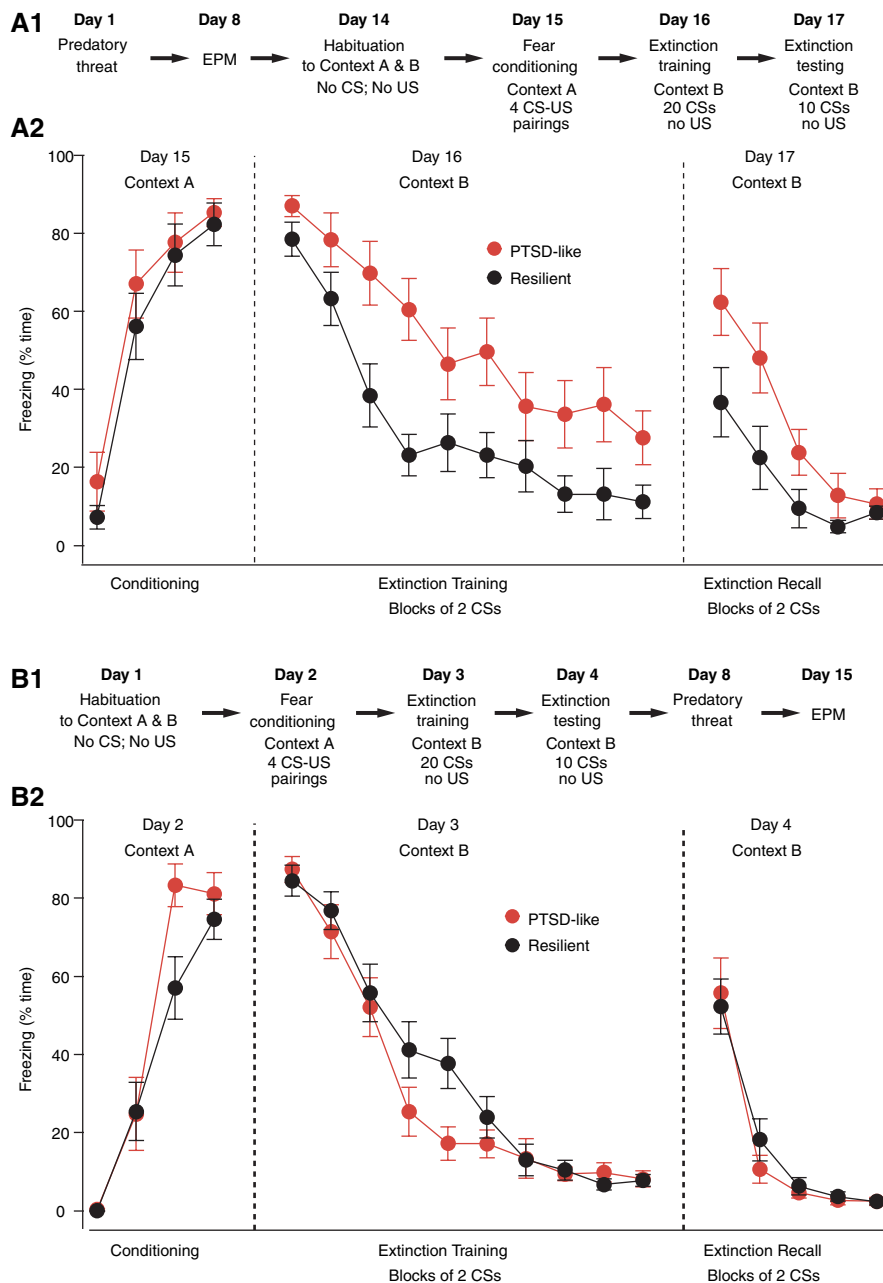 A1
Day 1
Predatory
threat
Day 8
EPM
Day 14
Habituation
to Context A & B
No CS; No US
Day 15
Fear
conditioning
Context A
4 CS-US
pairings
Day 16
Extinction
training
Context B
20 CSs
no US
Day 17
Extinction
testing
Context B
10 CSs
no US
A2
Freezing (% time)
100
80
60
40
20
0
Day 15
Context A
Day 16
Context B
Day 17
Context B
PTSD-like
Resilient
Conditioning
Extinction Training
Blocks of 2 CSs
Extinction Recall
Blocks of 2 CSs
B1
Day 1
Habituation
to Context A & B
No CS; No US
Day 2
Fear
conditioning
Context A
4 CS-US
pairings
Day 3
Extinction
training
Context B
20 CSs
no US
Day 4
Extinction
testing
Context B
10 CSs
no US
Day 8
Predatory
threat
Day 15
EPM
B2
Freezing (% time)
100
80
60
40
20
0
Day 2
Context A
Day 3
Context B
Day 4
Context B
PTSD-like
Resilient
Conditioning
Extinction Training
Blocks of 2 CSs
Extinction Recall
Blocks of 2 CSs